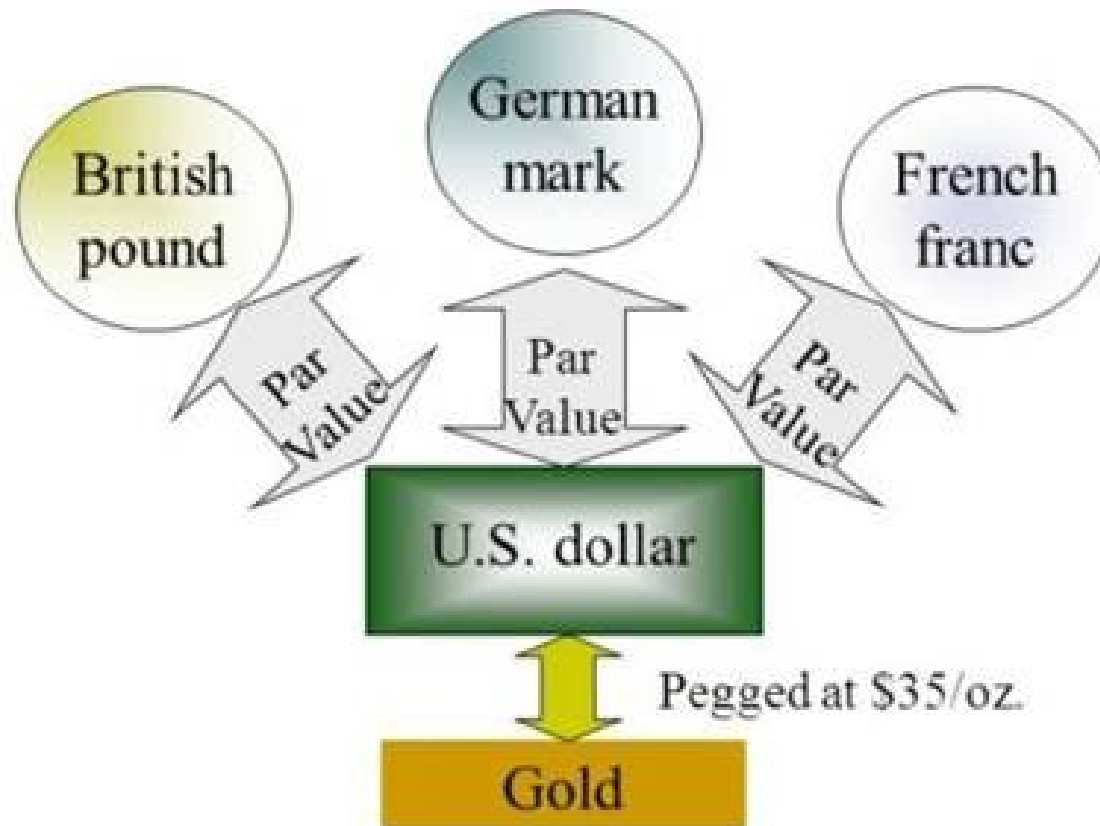 British
pound
German
mark
French
franc
Par
Value
Par
Value
Par
Value
U.S. dollar
Pegged at $35/oz.
Gold